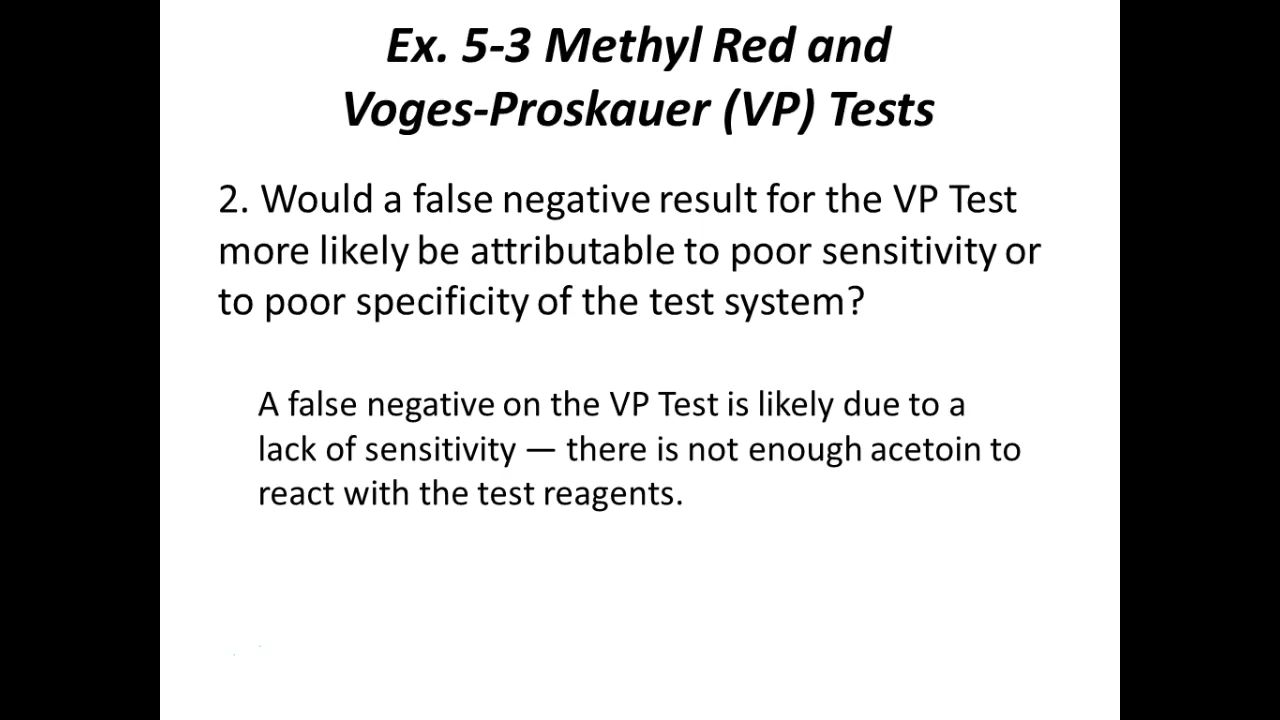 Ex. 5-3 Methyl Red and
Voges-Proskauer (VP) Tests
2. Would a false negative result for the VP Test
more likely be attributable to poor sensitivity or
to poor specificity of the test system?
A false negative on the VP Test is likely due to a
lack of sensitivity — there is not enough acetoin to
react with the test reagents.